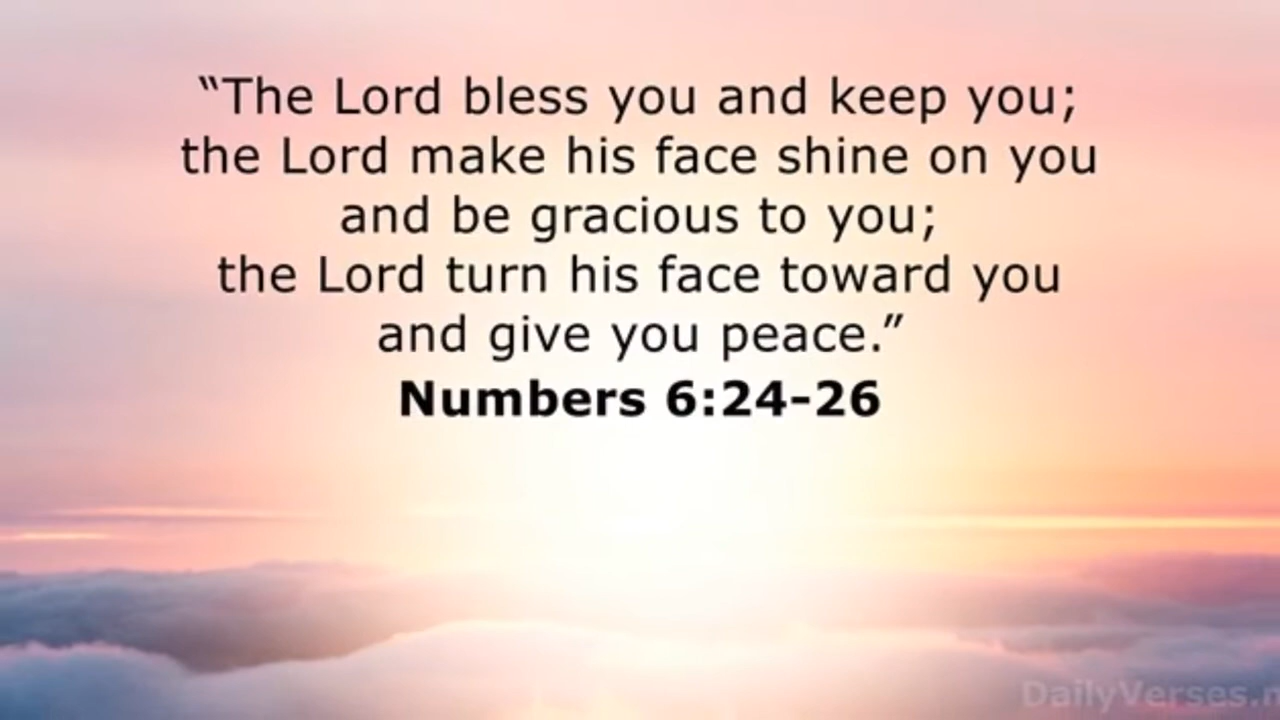 “The Lord bless you and keep you;
the Lord make his face shine on you
and be gracious to you;
the Lord turn his face toward you
and give you peace.”
Numbers 6:24-26
DailyVerses.n